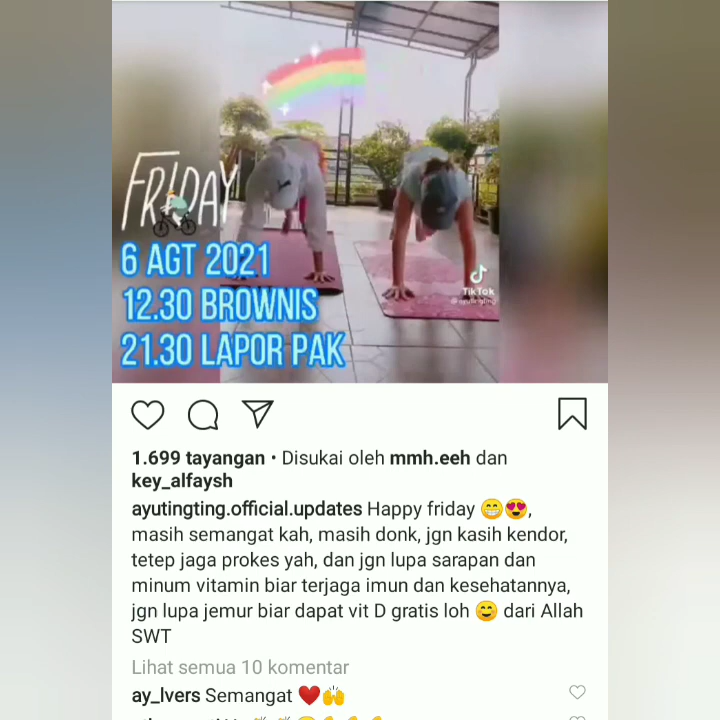 FRIDAY
6 AGT 2021
12.30 BROWNIS
21.30 LAPOR PAK
TikTok
1.699 tayangan • Disukai oleh mmh.eeh dan
key_alfaysh
ayutingting.official.updates Happy friday 😁😍,
masih semangat kah, masih donk, jgn kasih kendor,
tetep jaga prokes yah, dan jgn lupa sarapan dan
minum vitamin biar terjaga imun dan kesehatannya,
jgn lupa jemur biar dapat vit D gratis loh 😊 dari Allah
SWT
Lihat semua 10 komentar
ay_lvers Semangat ❤️🙌